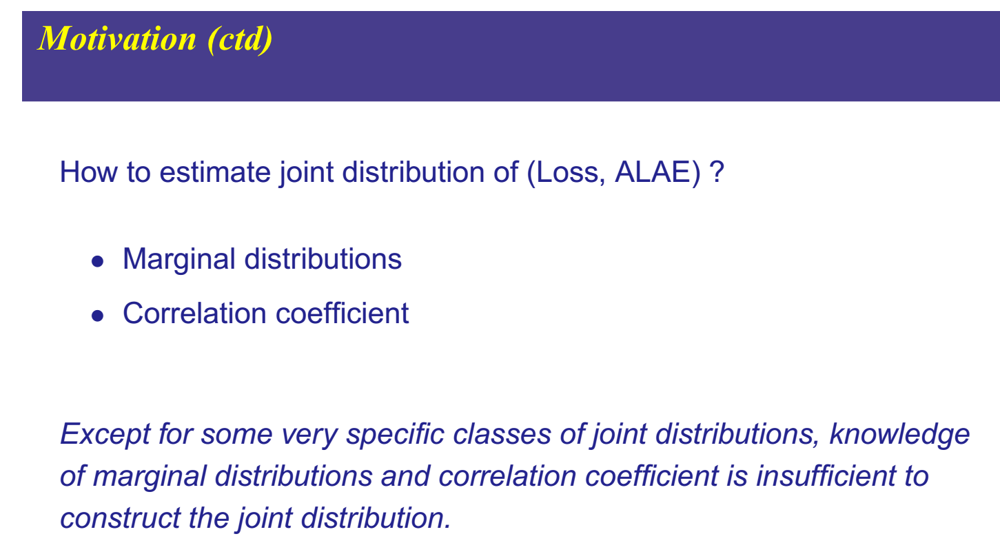 Motivation (ctd)
How to estimate joint distribution of (Loss, ALAE) ?
● Marginal distributions
● Correlation coefficient
Except for some very specific classes of joint distributions, knowledge
of marginal distributions and correlation coefficient is insufficient to
construct the joint distribution.